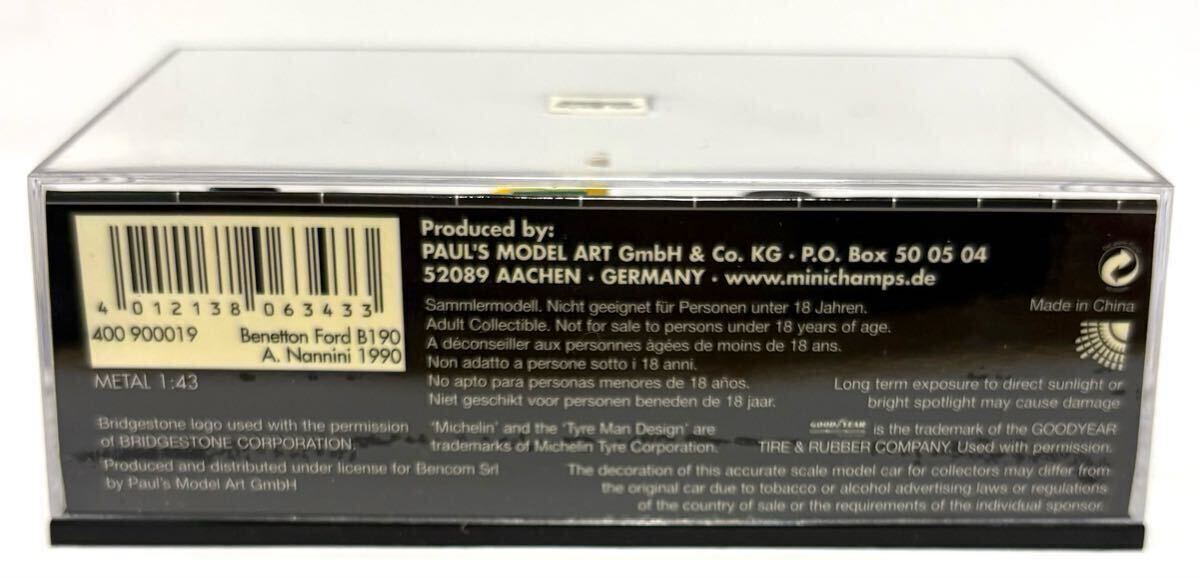 4 012138 063433
400 900019 Benetton Ford B190
A. Nannini 1990
METAL 1:43
Bridgestone logo used with the permission
of BRIDGESTONE CORPORATION
Produced and distributed under license for Bencom Srl
by Paul's Model Art GmbH
Produced by:
PAUL'S MODEL ART GmbH & Co. KG · P.O. Box 50 05 04
52089 AACHEN · GERMANY · www.minichamps.de
Sammlermodell. Nicht geeignet für Personen unter 18 Jahren.
Adult Collectible. Not for sale to persons under 18 years of age.
A déconseiller aux personnes âgées de moins de 18 ans.
Non adatto a persone sotto i 18 anni.
No apto para personas menores de 18 años.
Niet geschikt voor personen beneden de 18 jaar.
'Michelin' and the 'Tyre Man Design' are
trademarks of Michelin Tyre Corporation.
Made in China
Long term exposure to direct sunlight or
bright spotlight may cause damage
GOODYEAR is the trademark of the GOODYEAR
TIRE & RUBBER COMPANY. Used with permission.
The decoration of this accurate scale model car for collectors may differ from
the original car due to tobacco or alcohol advertising laws or regulations
of the country of sale or the requirements of the individual sponsor.